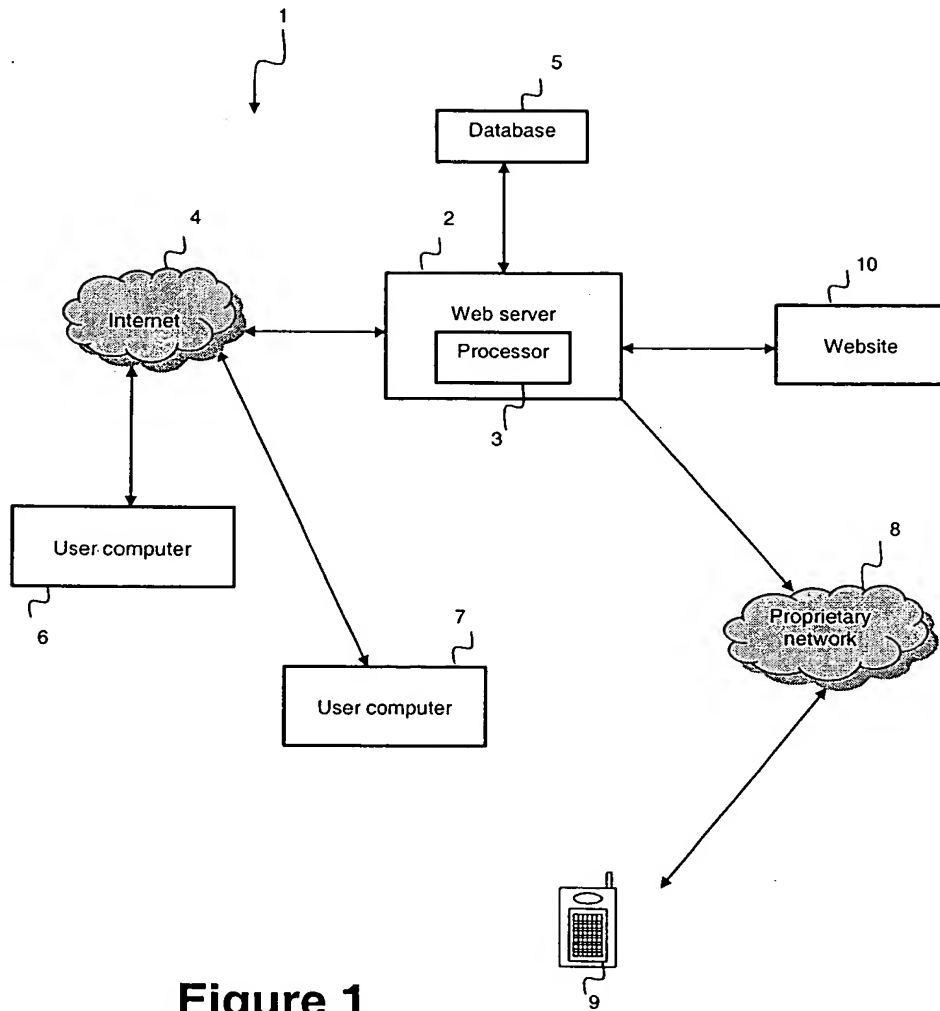 1
5
Database
4
2
10
Internet
Web server
Processor
Website
3
User computer
8
6
Proprietary
network
7
User computer
9
Figure 1